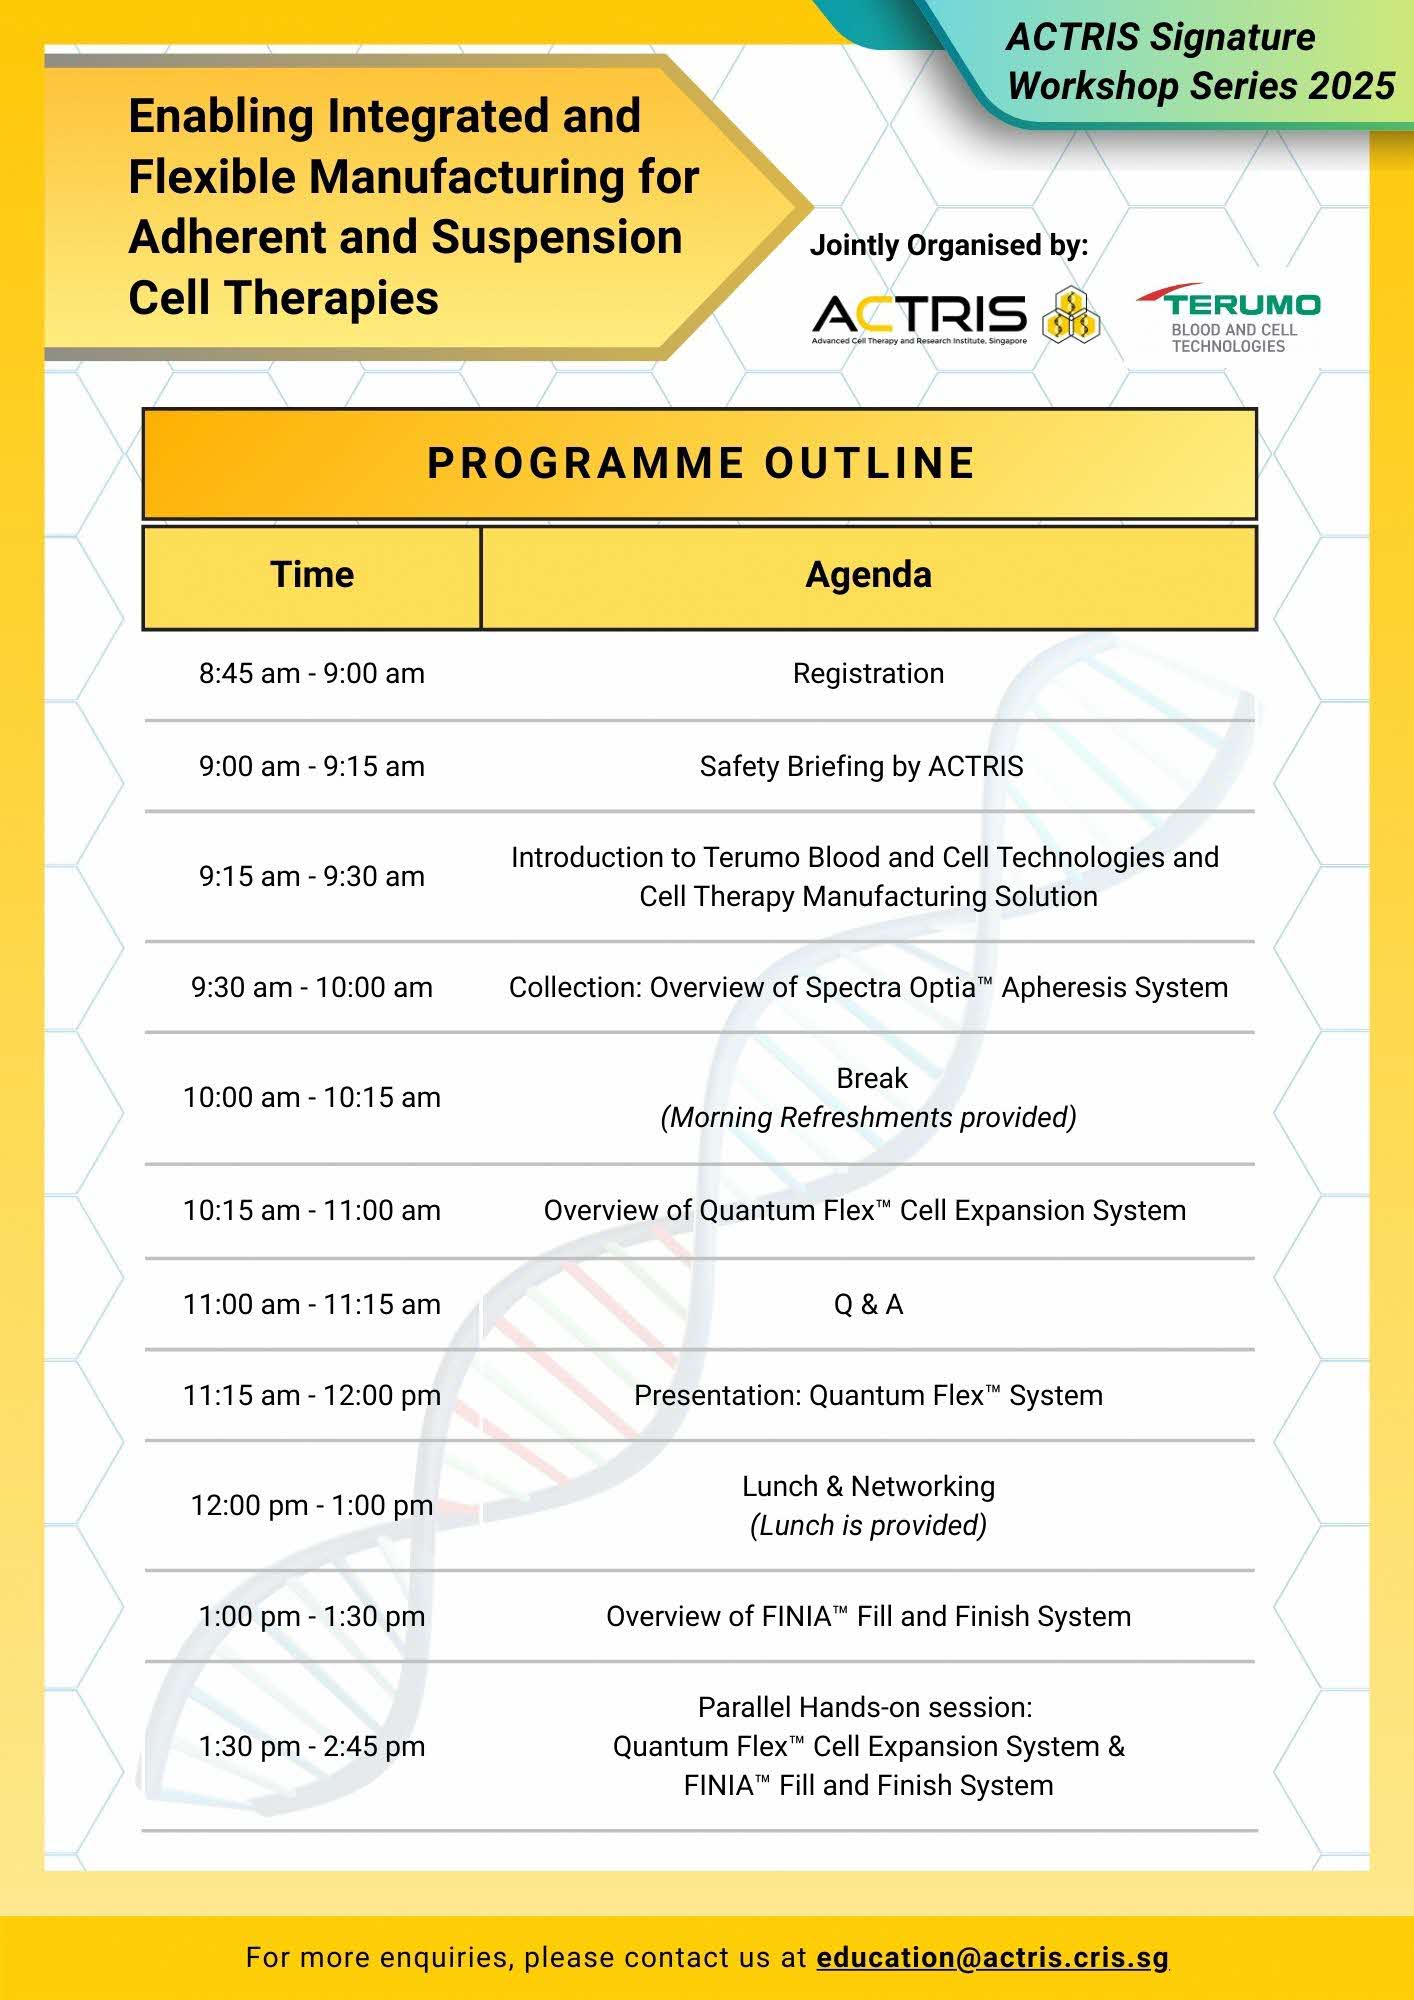 ACTRIS Signature
Workshop Series 2025
Enabling Integrated and
Flexible Manufacturing for
Adherent and Suspension
Cell Therapies
Jointly Organised by:
ACTRIS
Advanced Cell Therapy and Research Institute, Singapore
TERUMO
BLOOD AND CELL
TECHNOLOGIES
PROGRAMME OUTLINE
Time Agenda
8:45 am - 9:00 am Registration
9:00 am - 9:15 am Safety Briefing by ACTRIS
9:15 am - 9:30 am Introduction to Terumo Blood and Cell Technologies and
Cell Therapy Manufacturing Solution
9:30 am - 10:00 am Collection: Overview of Spectra Optia™ Apheresis System
10:00 am - 10:15 am Break
(Morning Refreshments provided)
10:15 am - 11:00 am Overview of Quantum Flex™ Cell Expansion System
11:00 am - 11:15 am Q & A
11:15 am - 12:00 pm Presentation: Quantum Flex™ System
12:00 pm - 1:00 pm Lunch & Networking
(Lunch is provided)
1:00 pm - 1:30 pm Overview of FINIA™ Fill and Finish System
1:30 pm - 2:45 pm Parallel Hands-on session:
Quantum Flex™ Cell Expansion System &
FINIA™ Fill and Finish System
For more enquiries, please contact us at education@actris.cris.sg